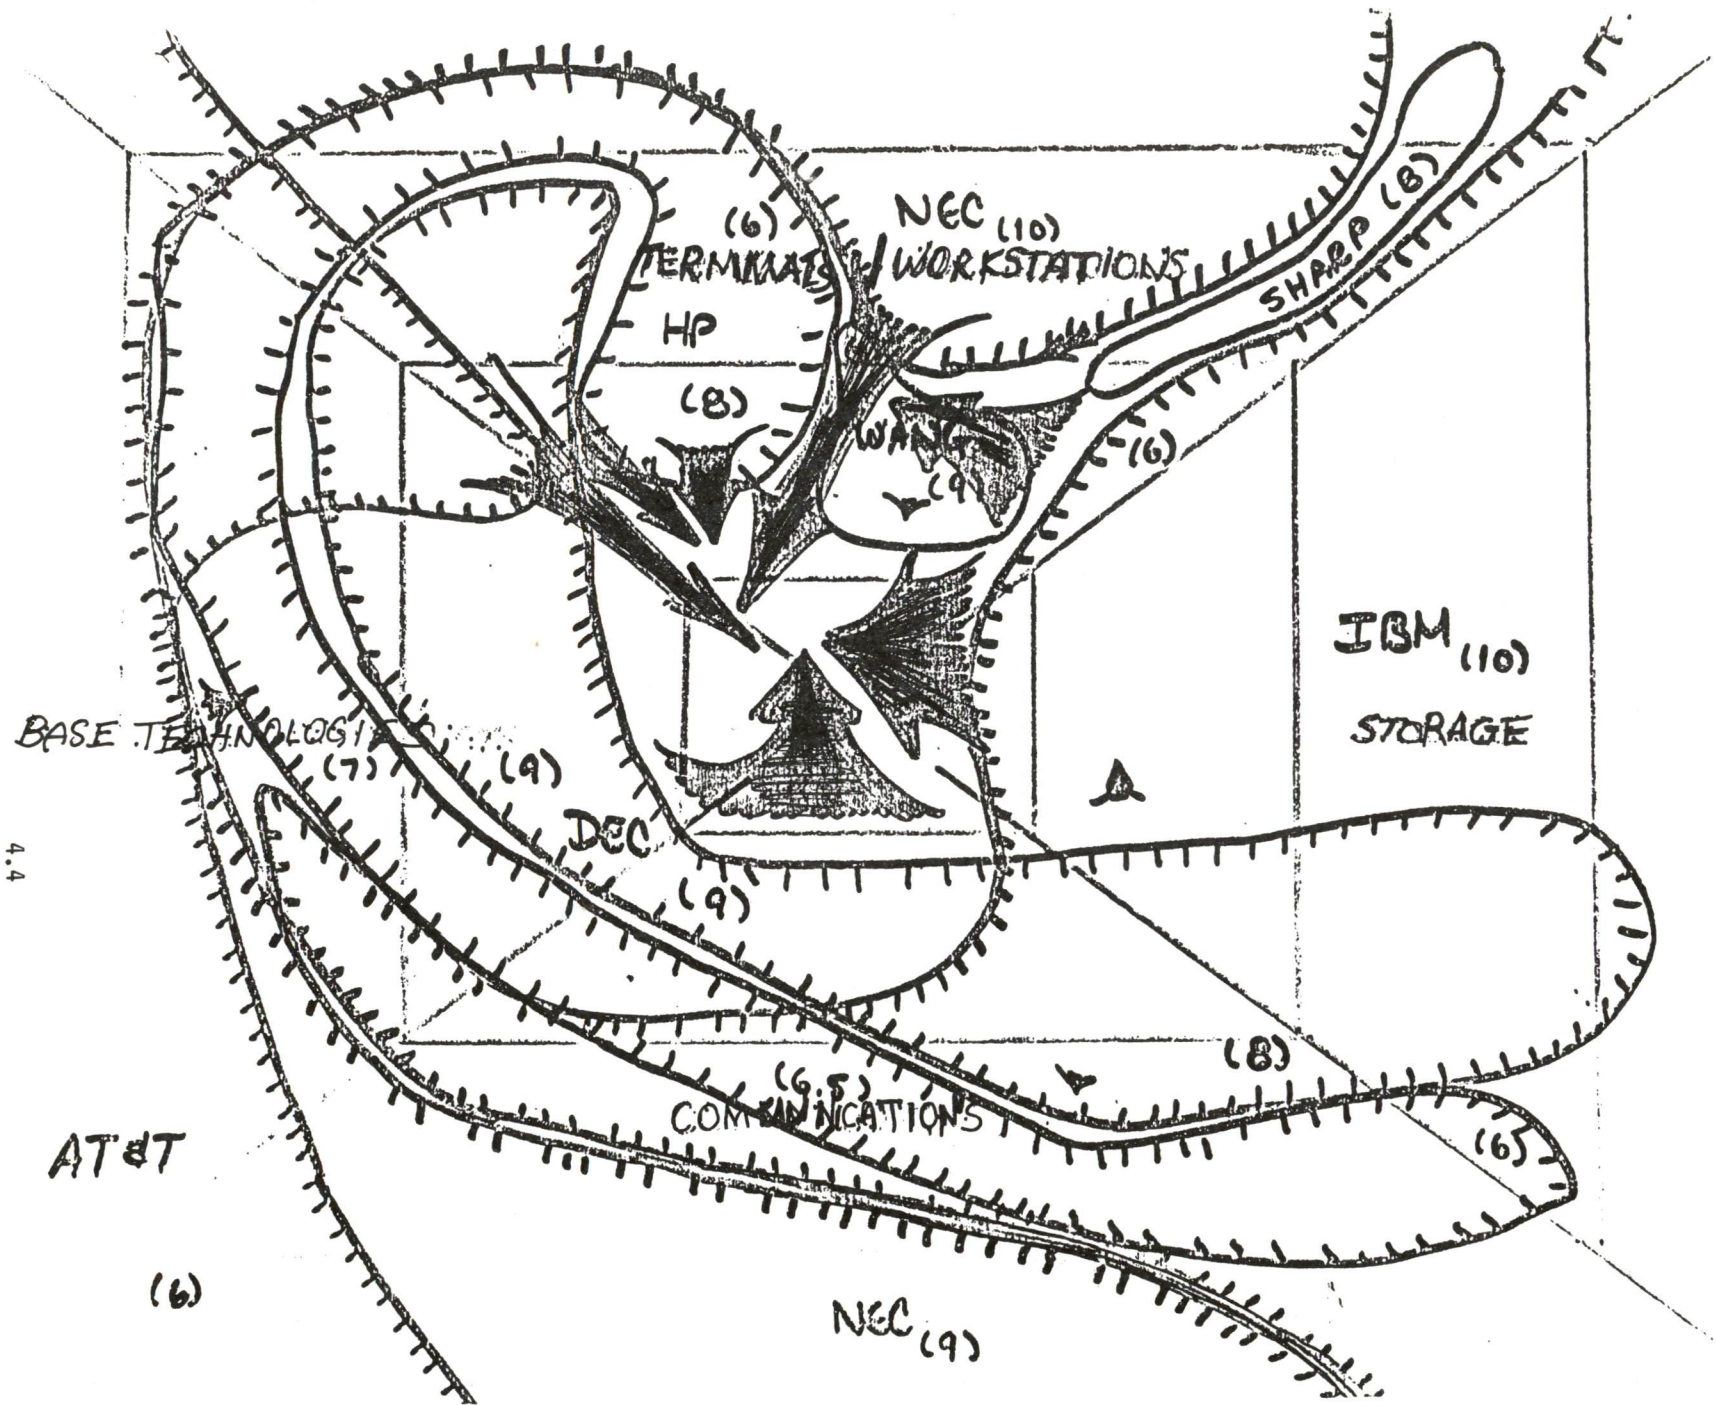 (6)
NEC (10)
TERMINALS / WORKSTATIONS
HP
(8)
SHARP (8)
WANG
(9)
(6)
IBM (10)
STORAGE
BASE TECHNOLOGIES
(7)
(9)
DEC
(9)
4.4
(8)
(6.5)
COMMUNICATIONS
(6)
AT&T
(6)
NEC (9)